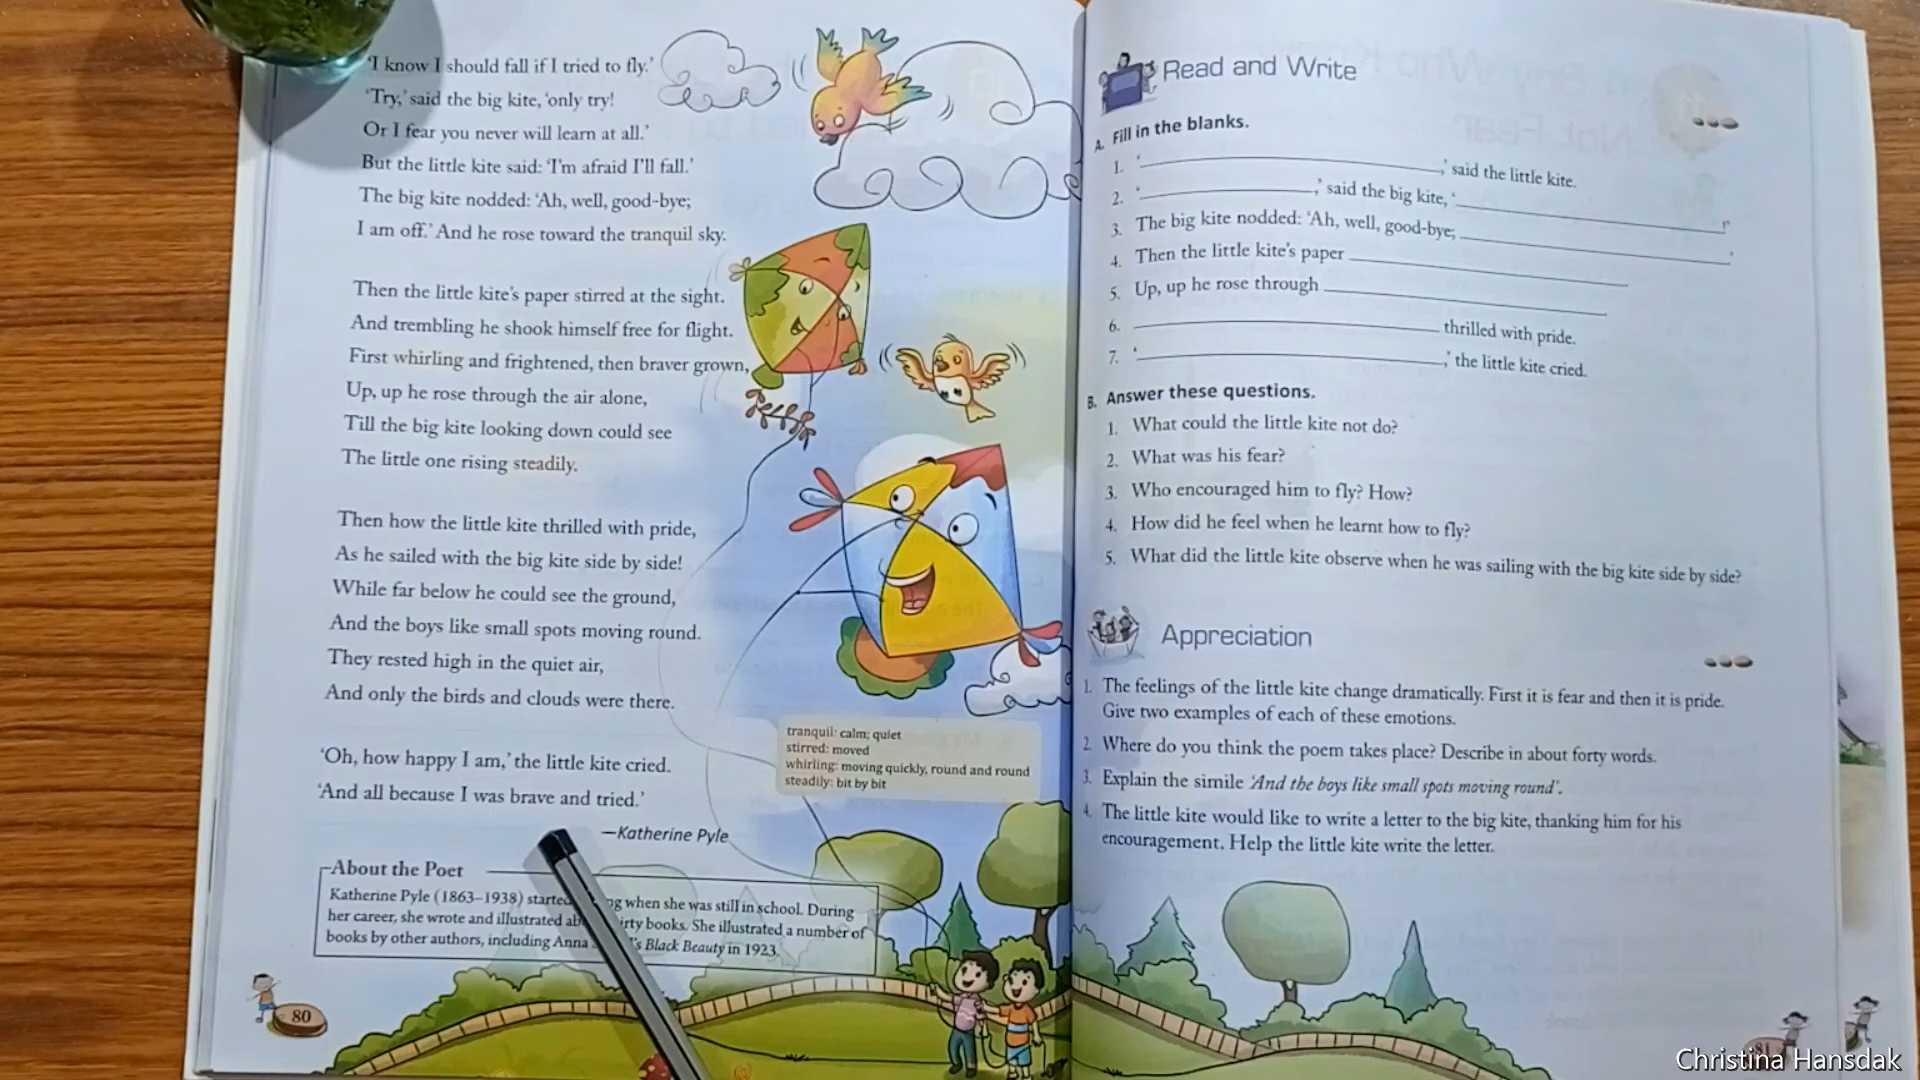 'I know I should fall if I tried to fly.'
'Try,' said the big kite, 'only try!
Or I fear you never will learn at all.'
But the little kite said: 'I'm afraid I'll fall.'
The big kite nodded: 'Ah, well, good-bye;
I am off.' And he rose toward the tranquil sky.
Then the little kite's paper stirred at the sight.
And trembling he shook himself free for flight.
First whirling and frightened, then braver grown,
Up, up he rose through the air alone,
Till the big kite looking down could see
The little one rising steadily.
Then how the little kite thrilled with pride,
As he sailed with the big kite side by side!
While far below he could see the ground,
And the boys like small spots moving round.
They rested high in the quiet air,
And only the birds and clouds were there.
'Oh, how happy I am,' the little kite cried.
'And all because I was brave and tried.'
—Katherine Pyle
tranquil: calm; quiet
stirred: moved
whirling: moving quickly, round and round
steadily: bit by bit
About the Poet
Katherine Pyle (1863–1938) started when she was still in school. During
her career, she wrote and illustrated books. She illustrated a number of
books by other authors, including Anna Black Beauty in 1923.
80
Read and Write
A. Fill in the blanks.
1. '____________,' said the little kite.
2. '____________,' said the big kite, '____________!'
3. The big kite nodded: 'Ah, well, good-bye; ____________.'
4. Then the little kite's paper ____________
5. Up, up he rose through ____________
6. ____________ thrilled with pride.
7. '____________,' the little kite cried.
B. Answer these questions.
1. What could the little kite not do?
2. What was his fear?
3. Who encouraged him to fly? How?
4. How did he feel when he learnt how to fly?
5. What did the little kite observe when he was sailing with the big kite side by side?
Appreciation
1. The feelings of the little kite change dramatically. First it is fear and then it is pride.
Give two examples of each of these emotions.
2. Where do you think the poem takes place? Describe in about forty words.
3. Explain the simile 'And the boys like small spots moving round'.
4. The little kite would like to write a letter to the big kite, thanking him for his
encouragement. Help the little kite write the letter.
Christina Hansdak